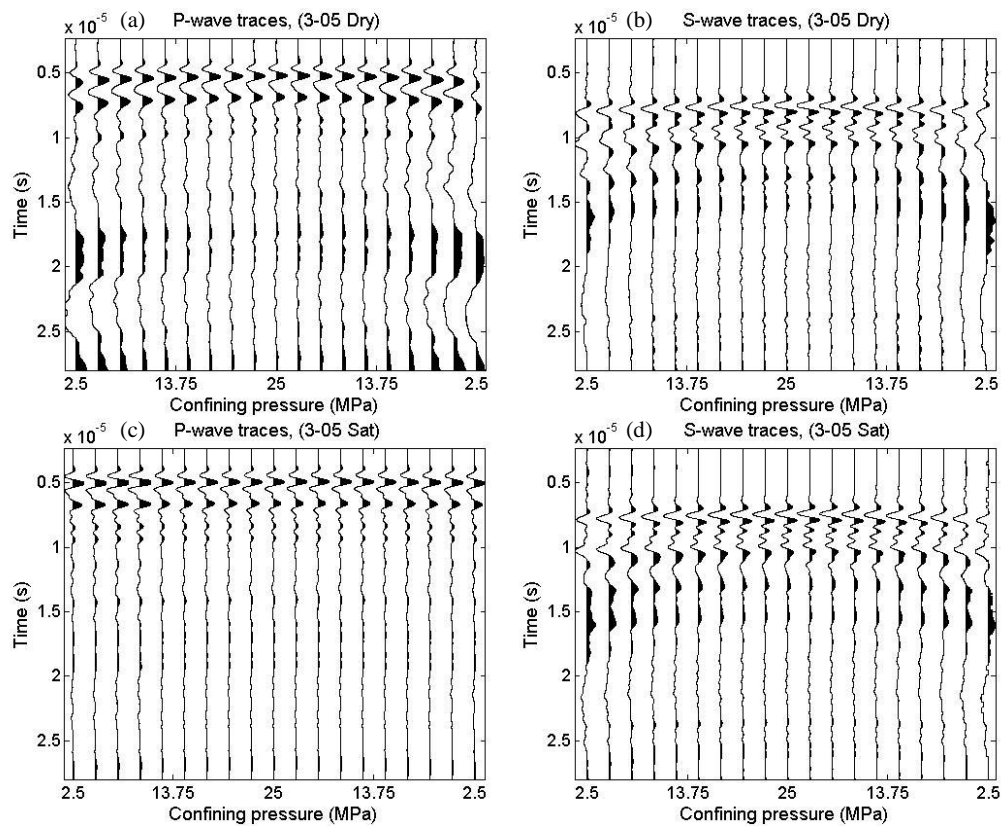 x 10⁻⁵ (a) P-wave traces, (3-05 Dry)
0.5
1
1.5
2
2.5
Time (s)
2.5 13.75 25 13.75 2.5
Confining pressure (MPa)
x 10⁻⁵ (b) S-wave traces, (3-05 Dry)
0.5
1
1.5
2
2.5
Time (s)
2.5 13.75 25 13.75 2.5
Confining pressure (MPa)
x 10⁻⁵ (c) P-wave traces, (3-05 Sat)
0.5
1
1.5
2
2.5
Time (s)
2.5 13.75 25 13.75 2.5
Confining pressure (MPa)
x 10⁻⁵ (d) S-wave traces, (3-05 Sat)
0.5
1
1.5
2
2.5
Time (s)
2.5 13.75 25 13.75 2.5
Confining pressure (MPa)